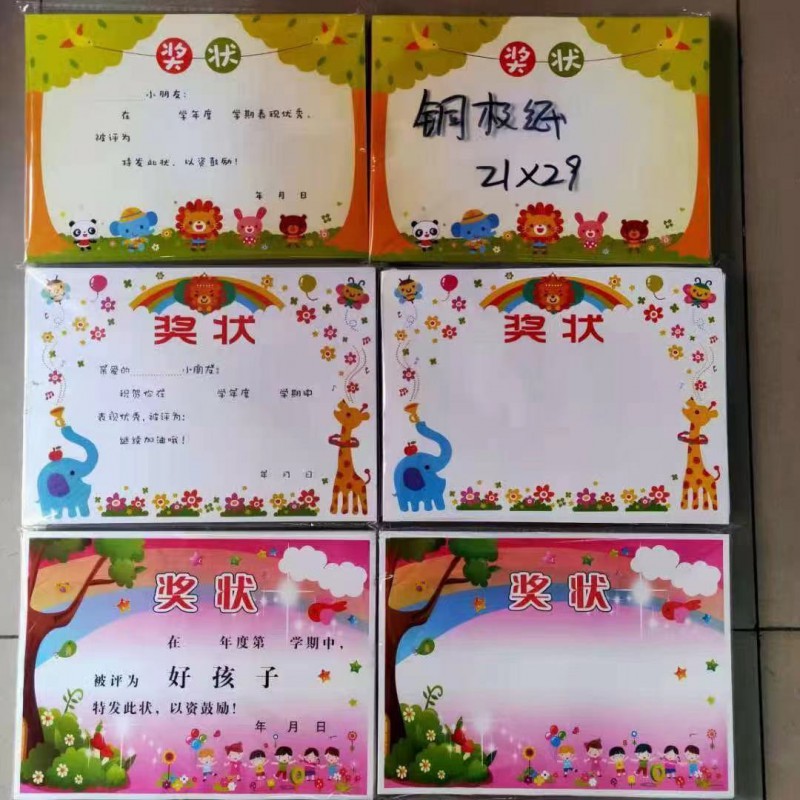 奖状
小朋友：
在 学年度 学期表现优秀，
被评为
特发此状，以资鼓励！
年 月 日
奖状
铜板纸
21×29
奖状
亲爱的 小朋友：
祝贺你在 学年度 学期中
表现优秀，被评为：
继续加油哦！
年 月 日
奖状
奖状
在 年度第 学期中，
被评为 好孩子
特发此状，以资鼓励！
年 月 日
奖状